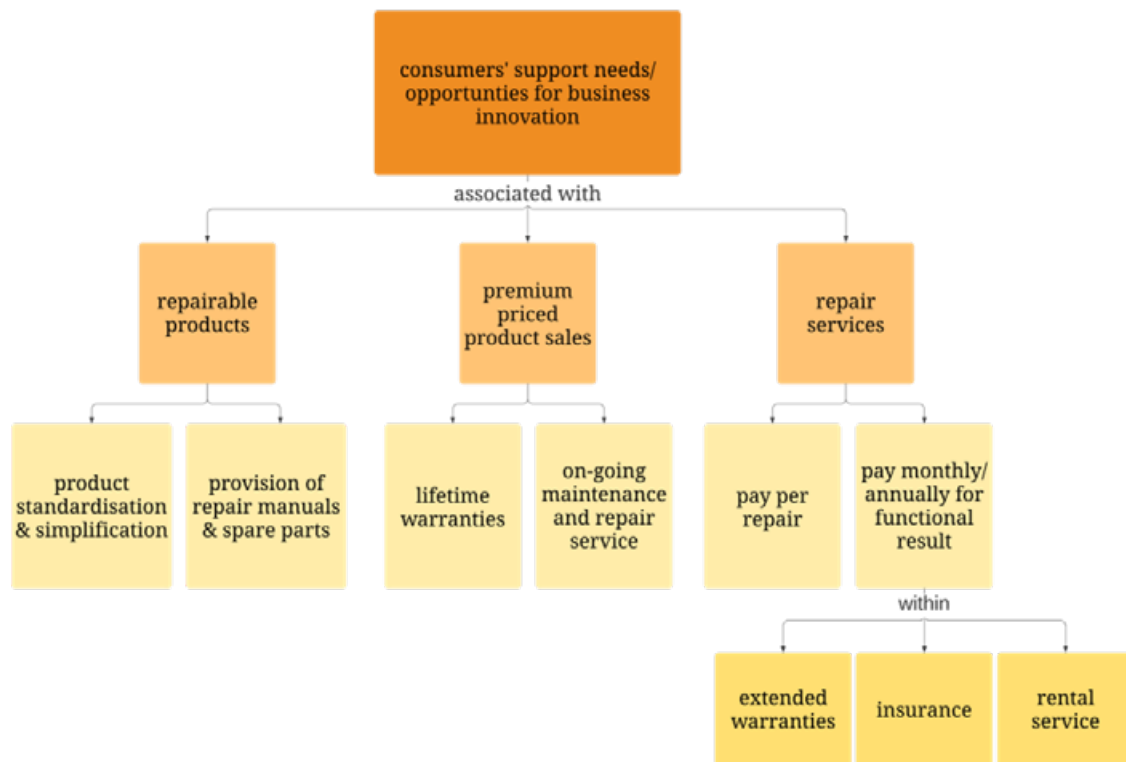 consumers' support needs/
opportunties for business
innovation
associated with
repairable
products
premium
priced
product sales
repair
services
product
standardisation
& simplification
provision of
repair manuals
& spare parts
lifetime
warranties
on-going
maintenance
and repair
service
pay per
repair
pay monthly/
annually for
functional
result
within
extended
warranties
insurance
rental
service